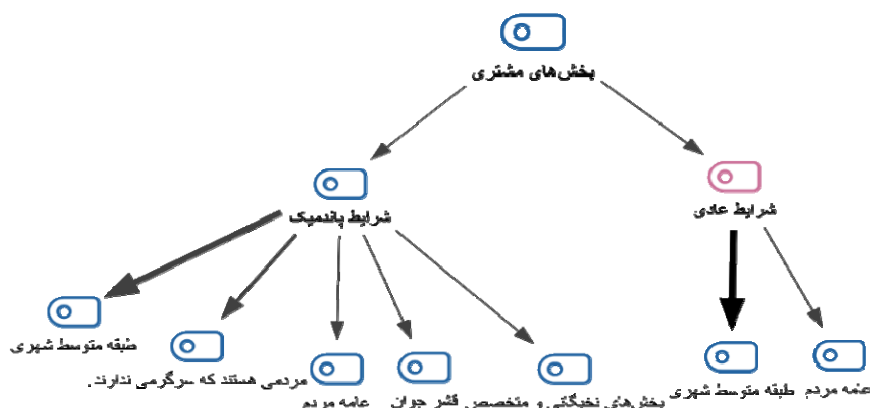 بخش‌های مشتری
شرایط پاندمیک
شرایط عادی
طبقه متوسط شهری
مردمی هستند که سرگرمی ندارند.
عامه مردم
قشر جوان
بخش‌های نخبگانی و متخصص
طبقه متوسط شهری
عامه مردم